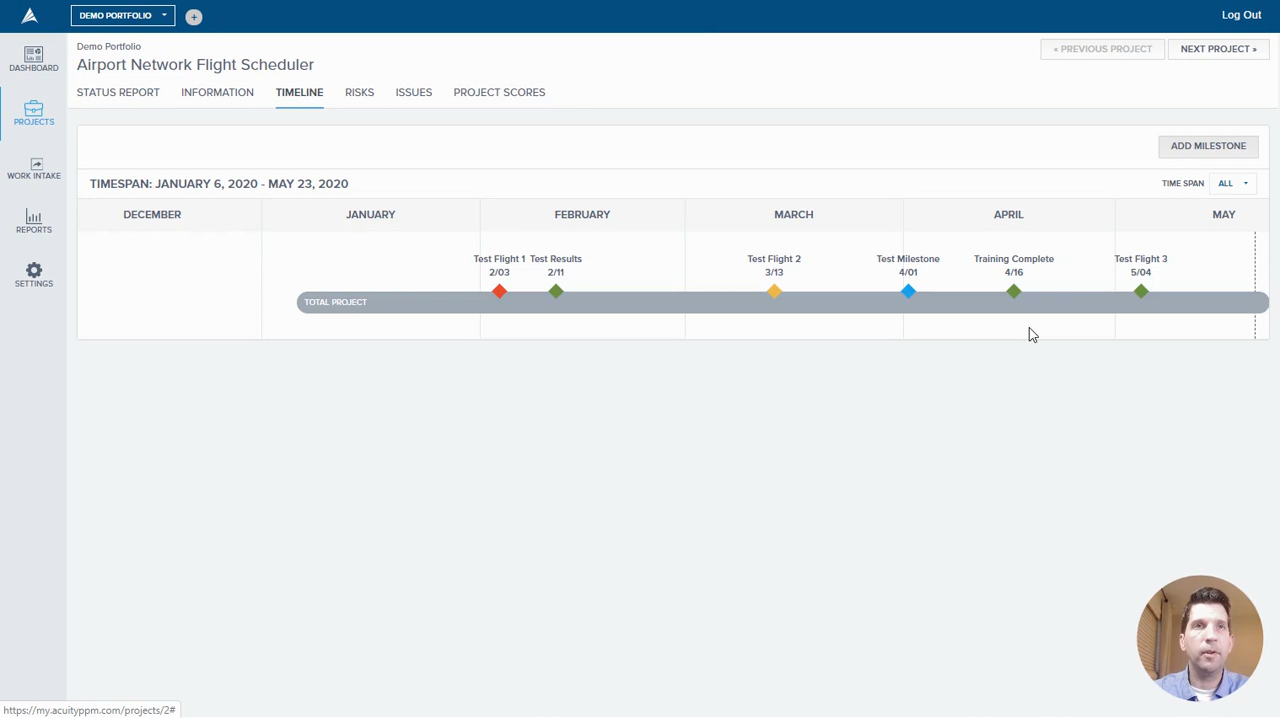 DEMO PORTFOLIO
+
Log Out
DASHBOARD
PROJECTS
WORK INTAKE
REPORTS
SETTINGS
Demo Portfolio
Airport Network Flight Scheduler
« PREVIOUS PROJECT
NEXT PROJECT »
STATUS REPORT INFORMATION TIMELINE RISKS ISSUES PROJECT SCORES
ADD MILESTONE
TIMESPAN: JANUARY 6, 2020 - MAY 23, 2020
TIME SPAN ALL
DECEMBER JANUARY FEBRUARY MARCH APRIL MAY
Test Flight 1 Test Results Test Flight 2 Test Milestone Training Complete Test Flight 3
2/03 2/11 3/13 4/01 4/16 5/04
TOTAL PROJECT
https://my.acuityppm.com/projects/2#